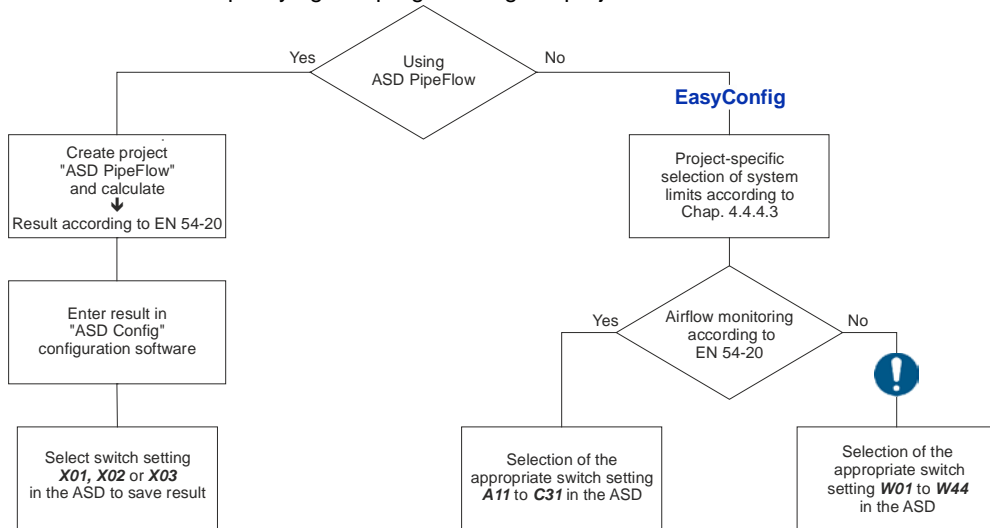 Using
ASD PipeFlow
Yes
No
EasyConfig
Create project
"ASD PipeFlow"
and calculate
↓
Result according to EN 54-20
Project-specific
selection of system
limits according to
Chap. 4.4.4.3
Enter result in
"ASD Config"
configuration software
Airflow monitoring
according to
EN 54-20
Yes
No
!
Select switch setting
X01, X02 or X03
in the ASD to save result
Selection of the
appropriate switch setting
A11 to C31 in the ASD
Selection of the
appropriate switch
setting W01 to W44
in the ASD